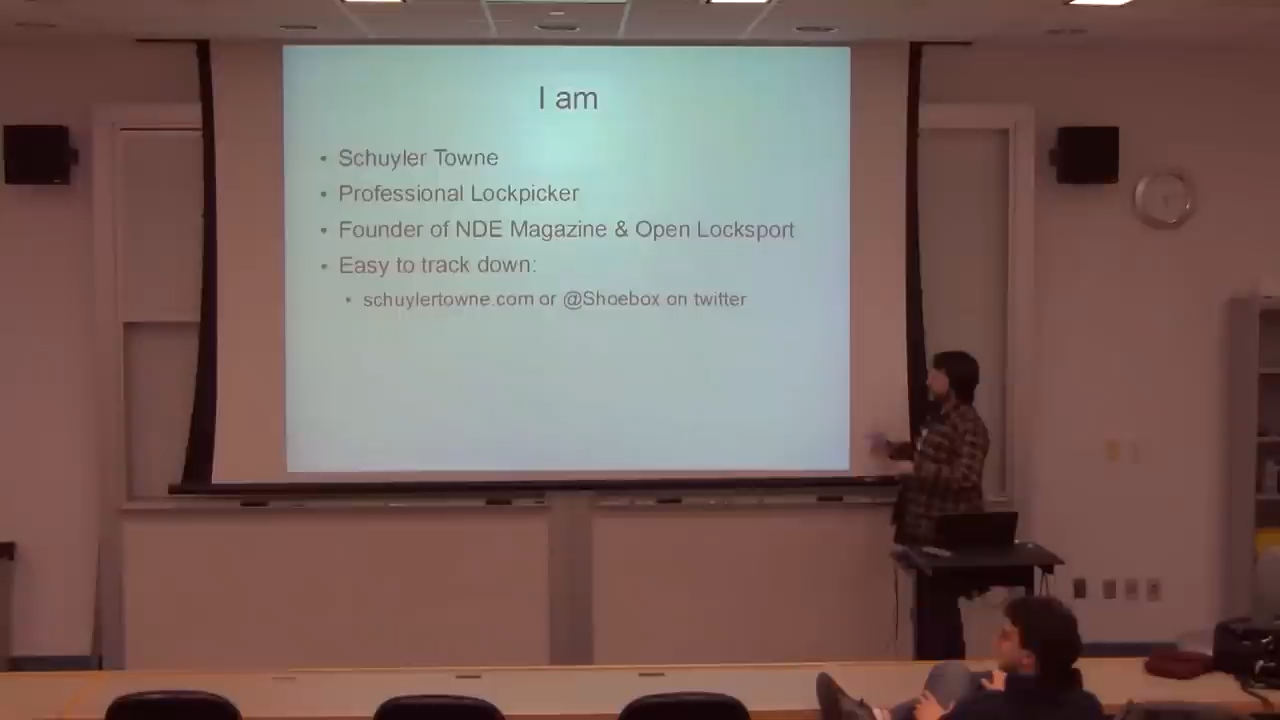 I am
• Schuyler Towne
• Professional Lockpicker
• Founder of NDE Magazine & Open Locksport
• Easy to track down:
• schuylertowne.com or @Shoebox on twitter